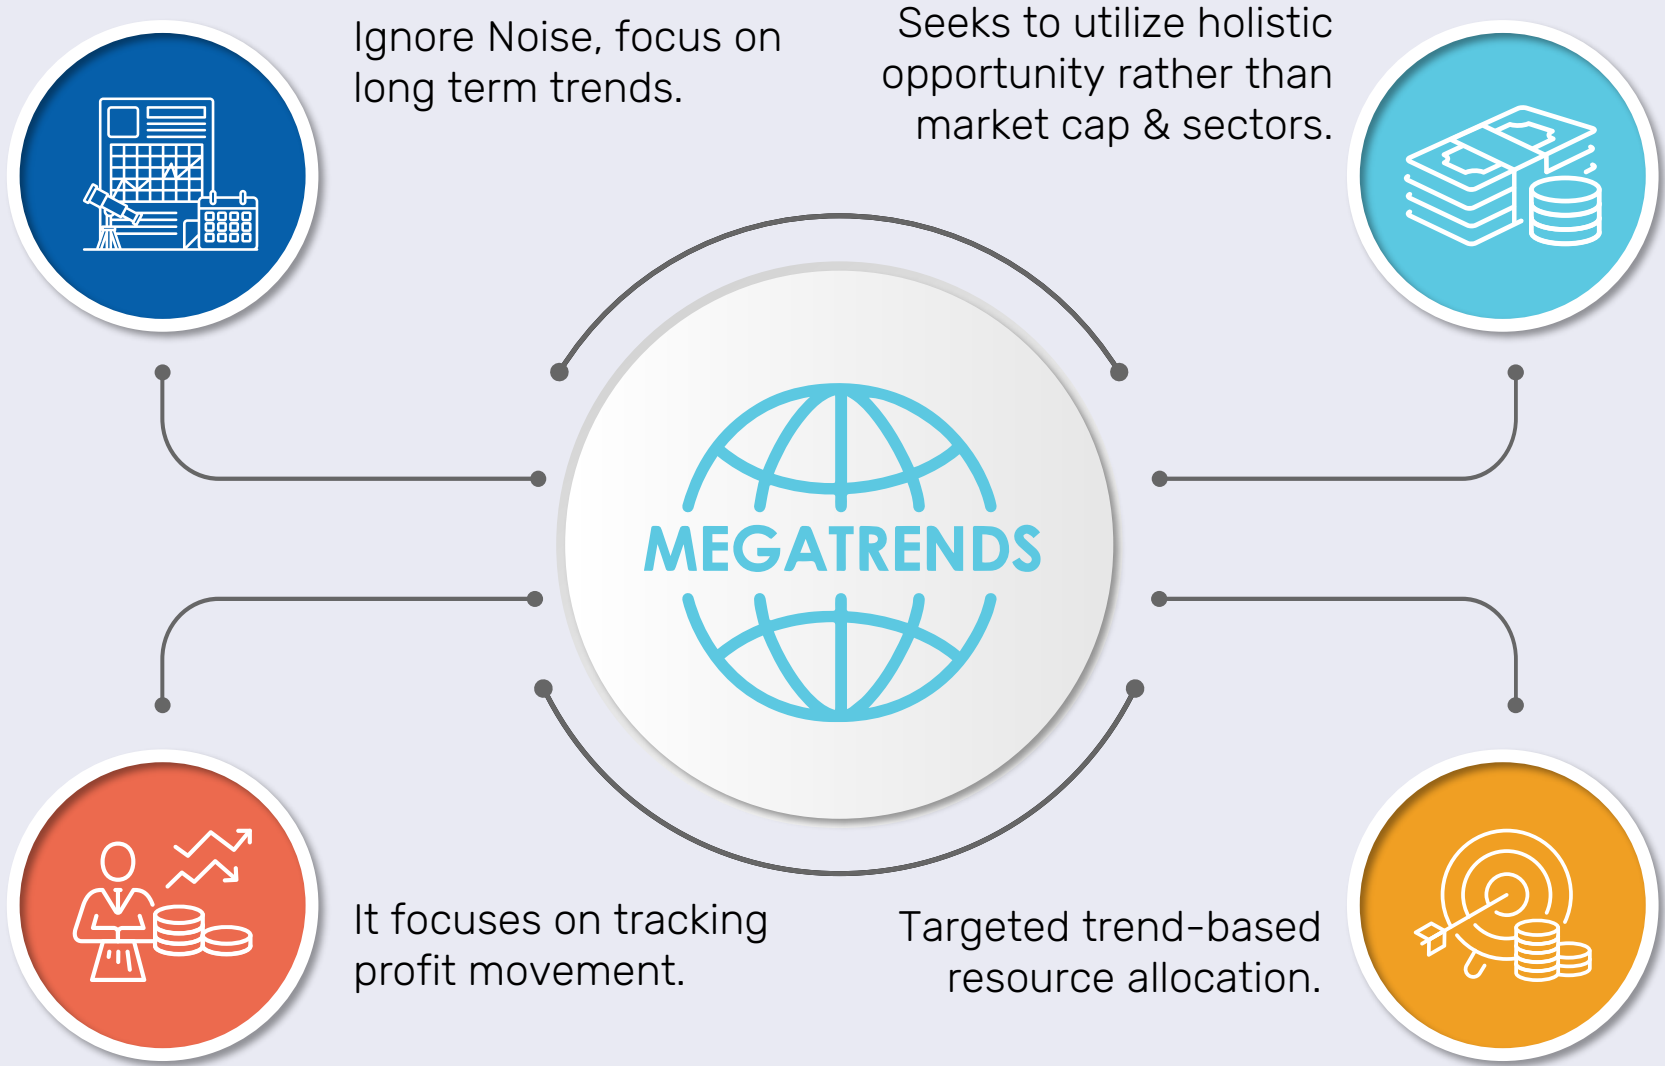 Ignore Noise, focus on
long term trends.
Seeks to utilize holistic
opportunity rather than
market cap & sectors.
MEGATRENDS
It focuses on tracking
profit movement.
Targeted trend-based
resource allocation.